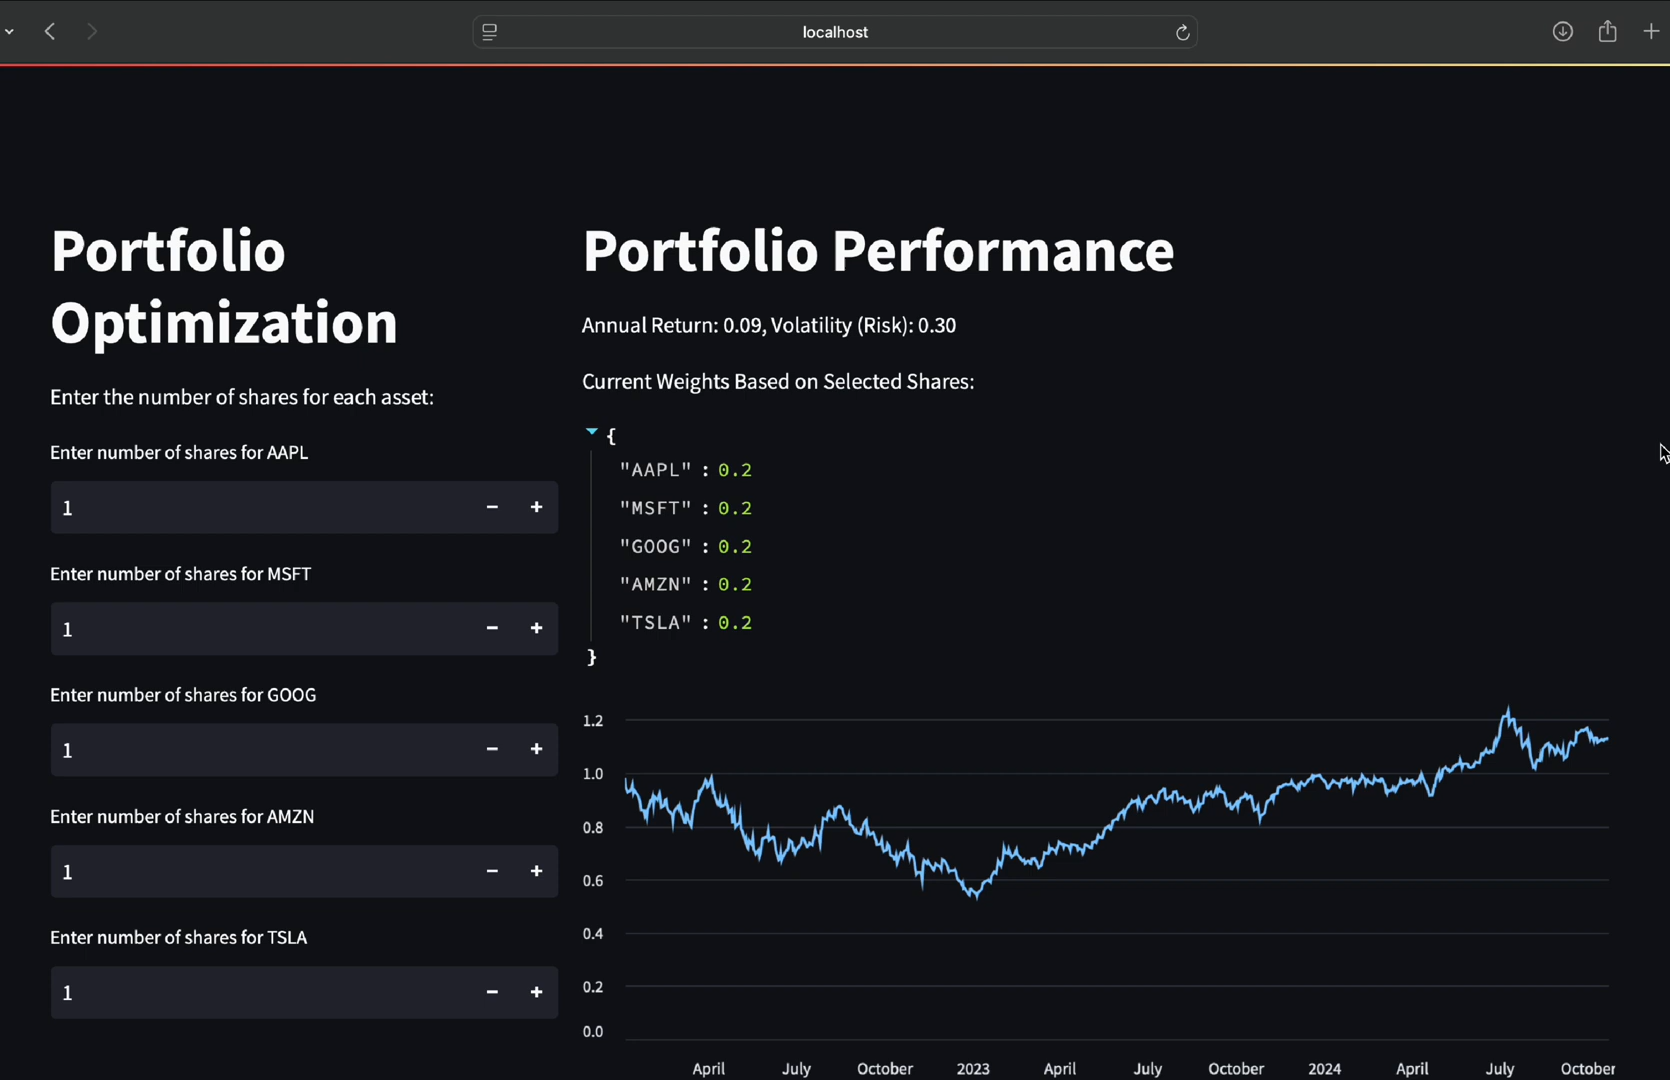 localhost
Portfolio
Optimization
Enter the number of shares for each asset:
Enter number of shares for AAPL
1
Enter number of shares for MSFT
1
Enter number of shares for GOOG
1
Enter number of shares for AMZN
1
Enter number of shares for TSLA
1
Portfolio Performance
Annual Return: 0.09, Volatility (Risk): 0.30
Current Weights Based on Selected Shares:
{
"AAPL" : 0.2
"MSFT" : 0.2
"GOOG" : 0.2
"AMZN" : 0.2
"TSLA" : 0.2
}
1.2
1.0
0.8
0.6
0.4
0.2
0.0
April July October 2023 April July October 2024 April July October